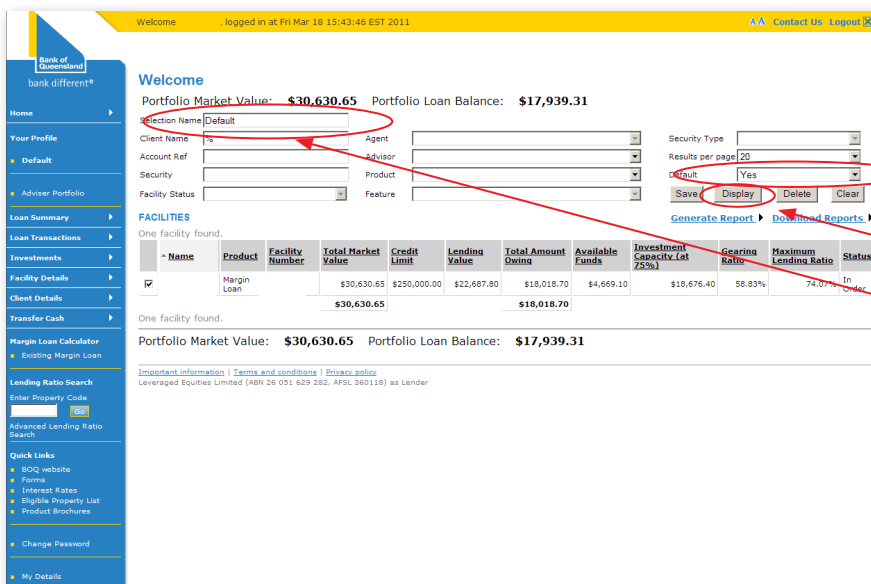 Welcome , logged in at Fri Mar 18 15:43:46 EST 2011
AA Contact Us Logout
Bank of
Queensland
bank different®
Home
Your Profile
Default
Adviser Portfolio
Loan Summary
Loan Transactions
Investments
Facility Details
Client Details
Transfer Cash
Margin Loan Calculator
Existing Margin Loan
Lending Ratio Search
Enter Property Code
Go
Advanced Lending Ratio
Search
Quick Links
BOQ website
Forms
Interest Rates
Eligible Property List
Product Brochures
Change Password
My Details
Welcome
Portfolio Market Value: $30,630.65 Portfolio Loan Balance: $17,939.31
Selection Name Default
Client Name % Agent Security Type
Account Ref Advisor Results per page 20
Security Product Default Yes
Facility Status Feature Save Display Delete Clear
FACILITIES Generate Report Download Reports
One facility found.
Name Product Facility Number Total Market Value Credit Limit Lending Value Total Amount Owing Available Funds Investment Capacity (at 75%) Gearing Ratio Maximum Lending Ratio Status
Margin Loan $30,630.65 $250,000.00 $22,687.80 $18,018.70 $4,669.10 $18,676.40 58.83% 74.07% In Order
$30,630.65 $18,018.70
One facility found.
Portfolio Market Value: $30,630.65 Portfolio Loan Balance: $17,939.31
Important information | Terms and conditions | Privacy policy
Leveraged Equities Limited (ABN 26 051 629 282, AFSL 360118) as Lender